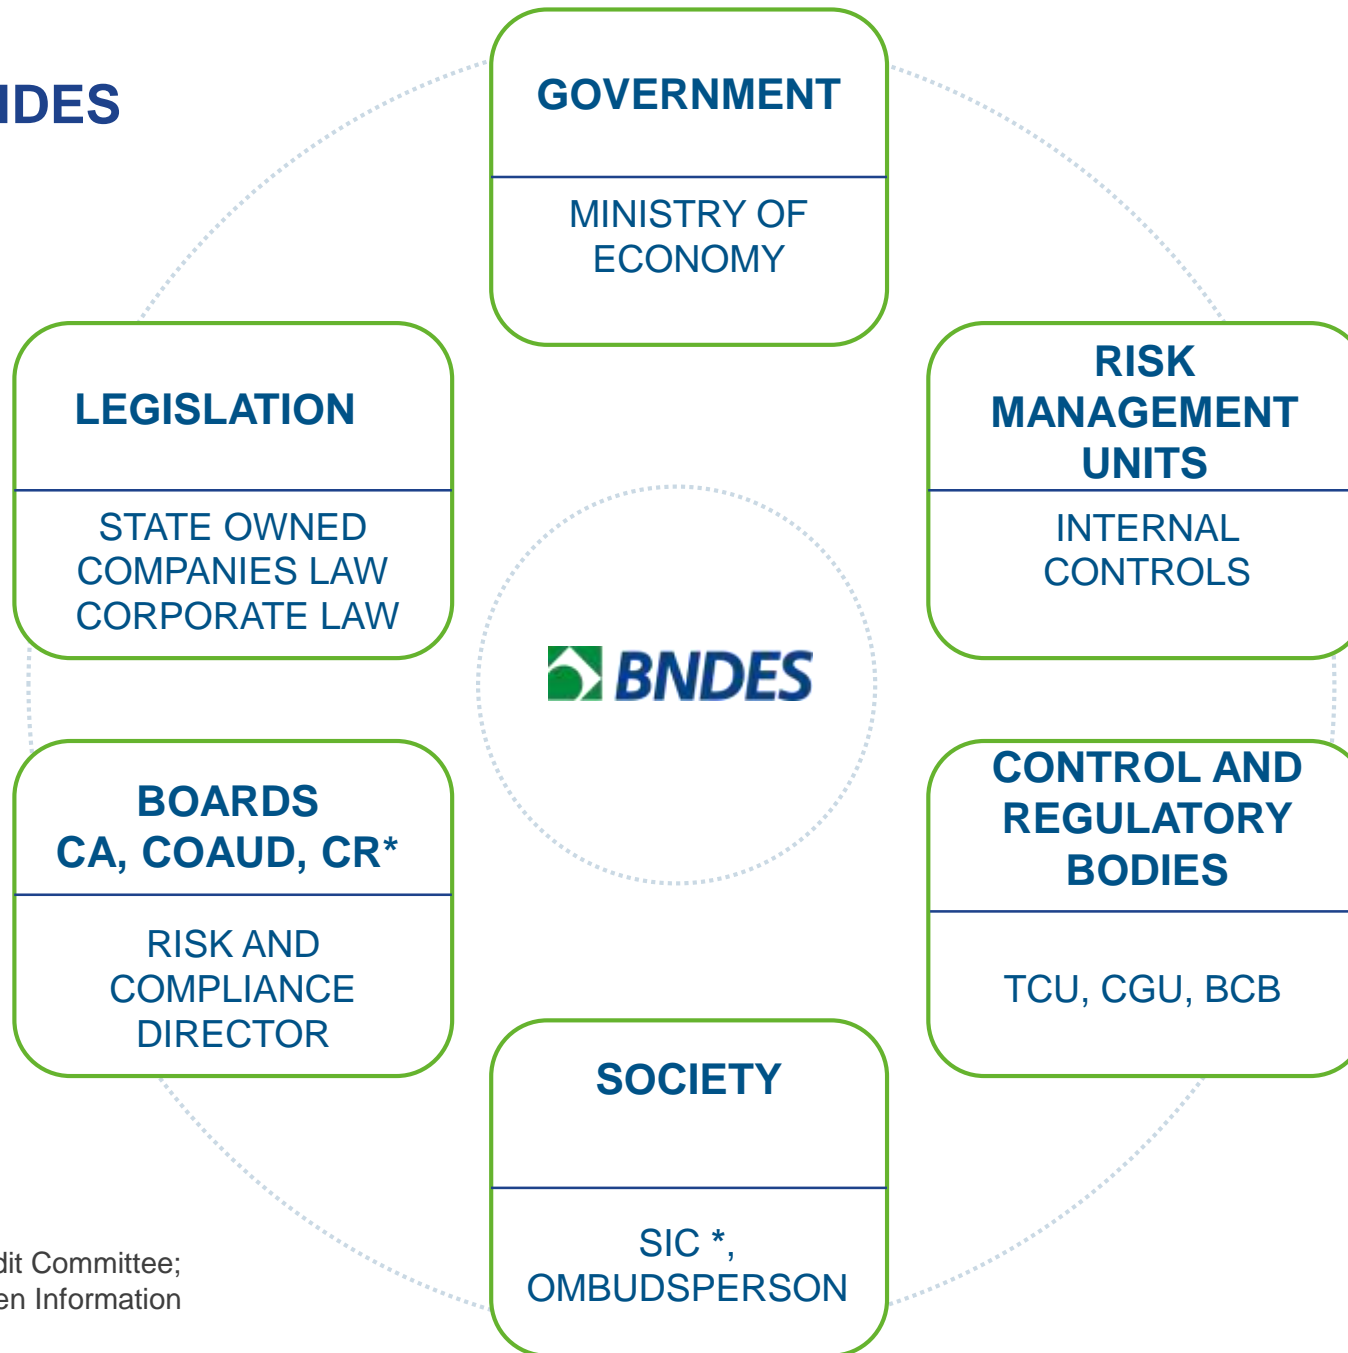 NDES
GOVERNMENT
MINISTRY OF
ECONOMY
LEGISLATION
STATE OWNED
COMPANIES LAW
CORPORATE LAW
RISK
MANAGEMENT
UNITS
INTERNAL
CONTROLS
BNDES
BOARDS
CA, COAUD, CR*
RISK AND
COMPLIANCE
DIRECTOR
CONTROL AND
REGULATORY
BODIES
TCU, CGU, BCB
SOCIETY
SIC *,
OMBUDSPERSON
dit Committee;
en Information